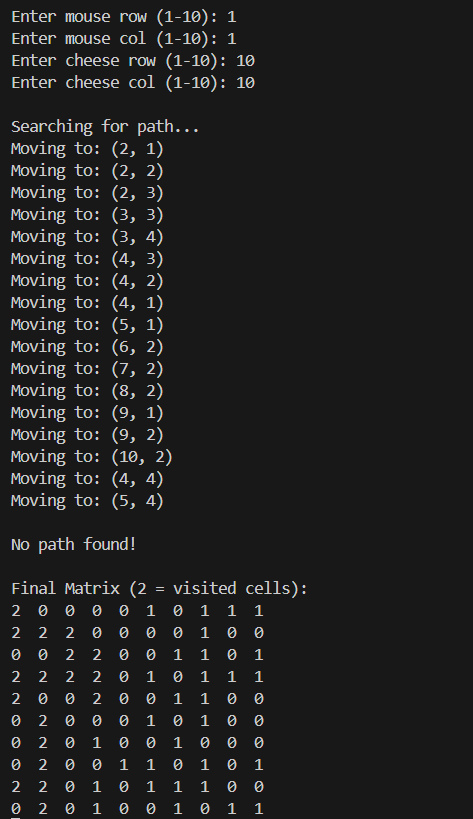 Enter mouse row (1-10): 1
Enter mouse col (1-10): 1
Enter cheese row (1-10): 10
Enter cheese col (1-10): 10
Searching for path...
Moving to: (2, 1)
Moving to: (2, 2)
Moving to: (2, 3)
Moving to: (3, 3)
Moving to: (3, 4)
Moving to: (4, 3)
Moving to: (4, 2)
Moving to: (4, 1)
Moving to: (5, 1)
Moving to: (6, 2)
Moving to: (7, 2)
Moving to: (8, 2)
Moving to: (9, 1)
Moving to: (9, 2)
Moving to: (10, 2)
Moving to: (4, 4)
Moving to: (5, 4)
No path found!
Final Matrix (2 = visited cells):
2 0 0 0 0 1 0 1 1 1
2 2 2 0 0 0 0 1 0 0
0 0 2 2 0 0 1 1 0 1
2 2 2 2 0 1 0 1 1 1
2 0 0 2 0 0 1 1 0 0
0 2 0 0 0 1 0 1 0 0
0 2 0 1 0 0 1 0 0 0
0 2 0 0 1 1 0 1 0 1
2 2 0 1 0 1 1 1 0 0
0 2 0 1 0 0 1 0 1 1